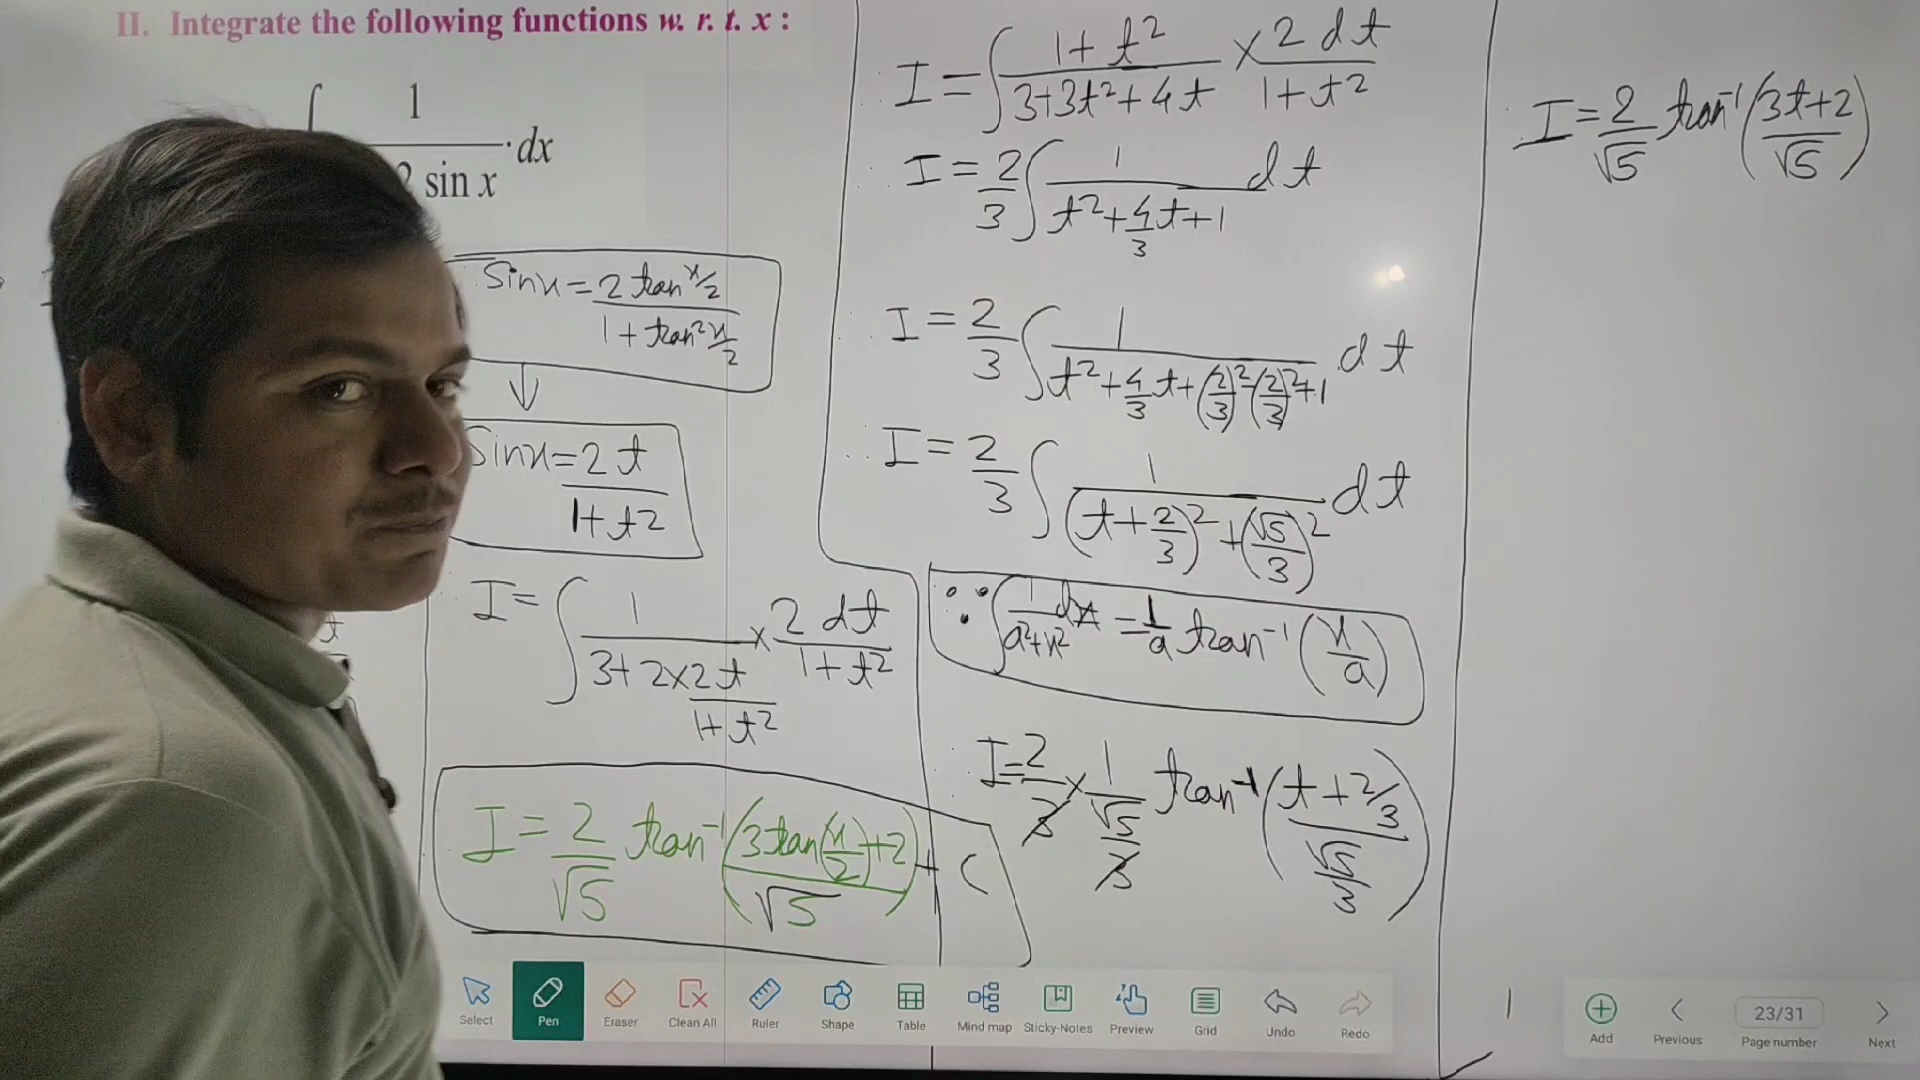 II. Integrate the following functions w. r. t. x :
∫ 1 / 2 sin x · dx
Sinx = 2 tan x/2 / 1 + tan² x/2
↓
Sinx = 2t / 1+t²
I = ∫ 1 / 3+2×2t / 1+t² × 2 dt / 1+t²
I = 2/√5 tan⁻¹ (3tan(x/2)+2 / √5) + C
I = ∫ 1+t² / 3+3t²+4t × 2 dt / 1+t²
I = 2/3 ∫ 1 / t²+4/3 t+1 dt
I = 2/3 ∫ 1 / t²+4/3 t+(2/3)²-(2/3)²+1 dt
I = 2/3 ∫ 1 / (t+2/3)²+(√5/3)² dt
∵ ∫ 1 / a²+x² dx = 1/a tan⁻¹ (x/a)
I = 2/3 × 1 / √5/3 tan⁻¹ (t+2/3 / √5/3)
I = 2/√5 tan⁻¹ (3t+2 / √5)
Select Pen Eraser Clean All Ruler Shape Table Mind map Sticky-Notes Preview Grid Undo Redo
Add Previous 23/31 Page number Next